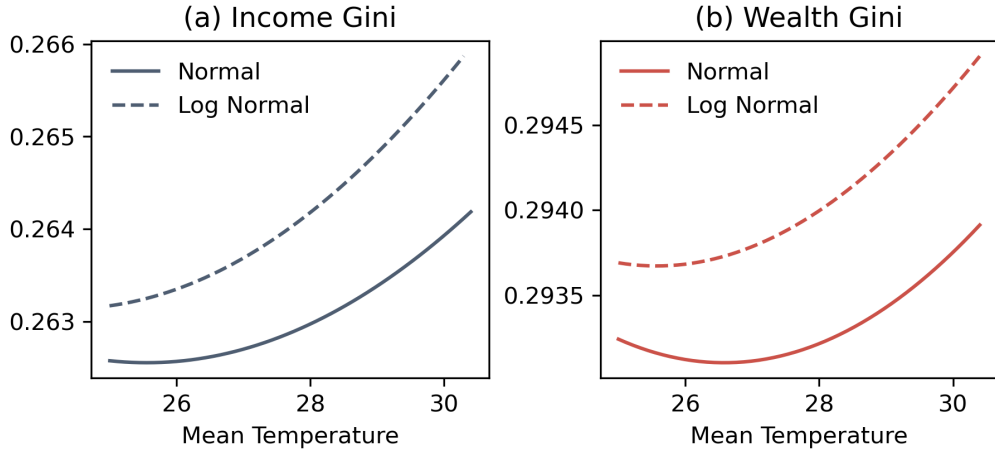 (a) Income Gini
0.266
0.265
0.264
0.263
Normal
Log Normal
26 28 30
Mean Temperature
(b) Wealth Gini
0.2945
0.2940
0.2935
Normal
Log Normal
26 28 30
Mean Temperature